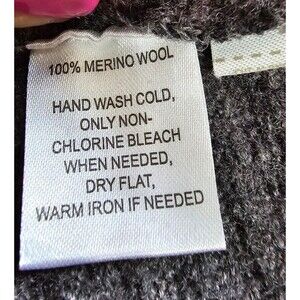 100% MERINO WOOL
HAND WASH COLD,
ONLY NON-
CHLORINE BLEACH
WHEN NEEDED,
DRY FLAT,
WARM IRON IF NEEDED